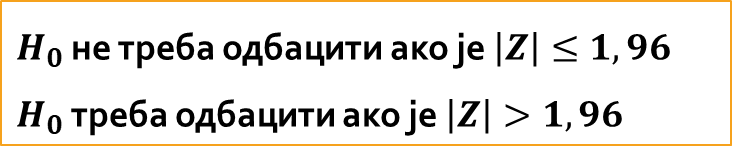 H₀ не треба одбацити ако је |Z| ≤ 1,96
H₀ треба одбацити ако је |Z| > 1,96